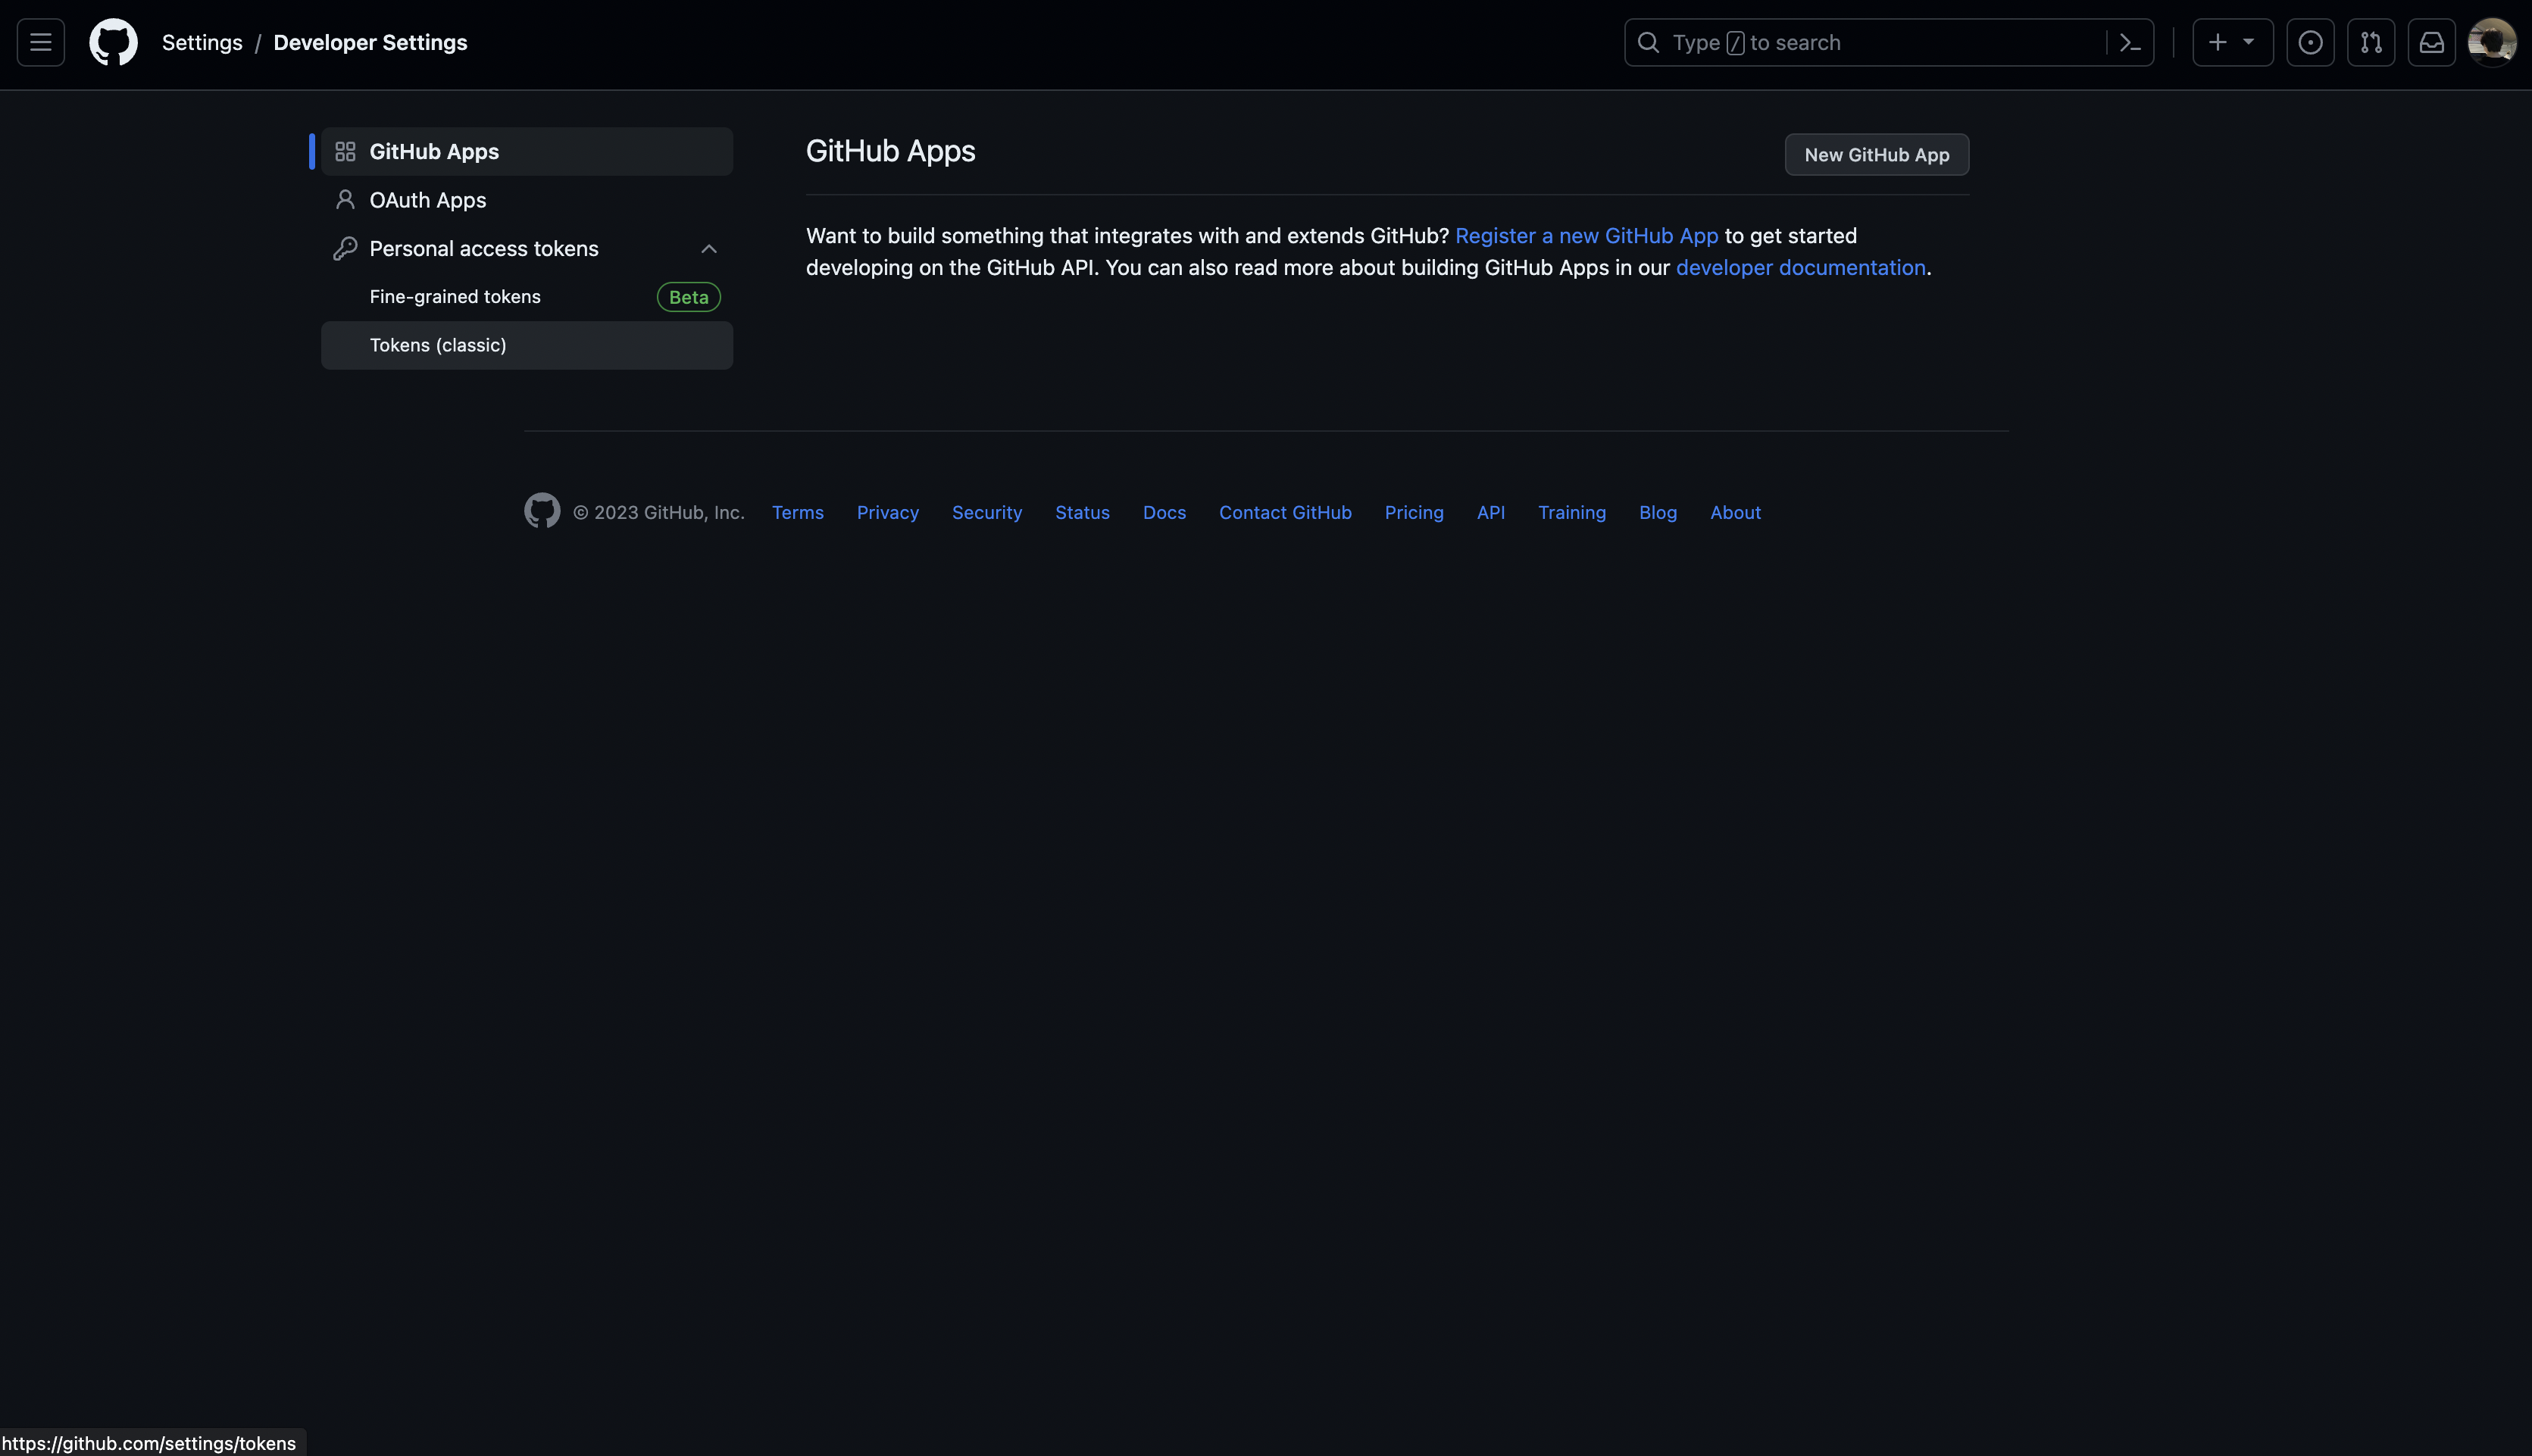 Settings / Developer Settings
Type / to search
GitHub Apps
OAuth Apps
Personal access tokens
Fine-grained tokens Beta
Tokens (classic)
GitHub Apps
New GitHub App
Want to build something that integrates with and extends GitHub? Register a new GitHub App to get started
developing on the GitHub API. You can also read more about building GitHub Apps in our developer documentation.
© 2023 GitHub, Inc. Terms Privacy Security Status Docs Contact GitHub Pricing API Training Blog About
https://github.com/settings/tokens